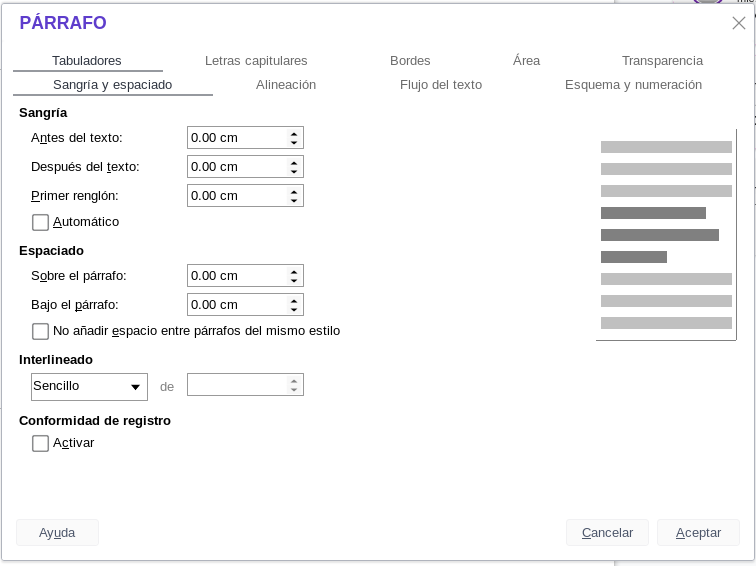 PÁRRAFO
Tabuladores Letras capitulares Bordes Área Transparencia
Sangría y espaciado Alineación Flujo del texto Esquema y numeración
Sangría
Antes del texto: 0.00 cm
Después del texto: 0.00 cm
Primer renglón: 0.00 cm
Automático
Espaciado
Sobre el párrafo: 0.00 cm
Bajo el párrafo: 0.00 cm
No añadir espacio entre párrafos del mismo estilo
Interlineado
Sencillo de
Conformidad de registro
Activar
Ayuda Cancelar Aceptar